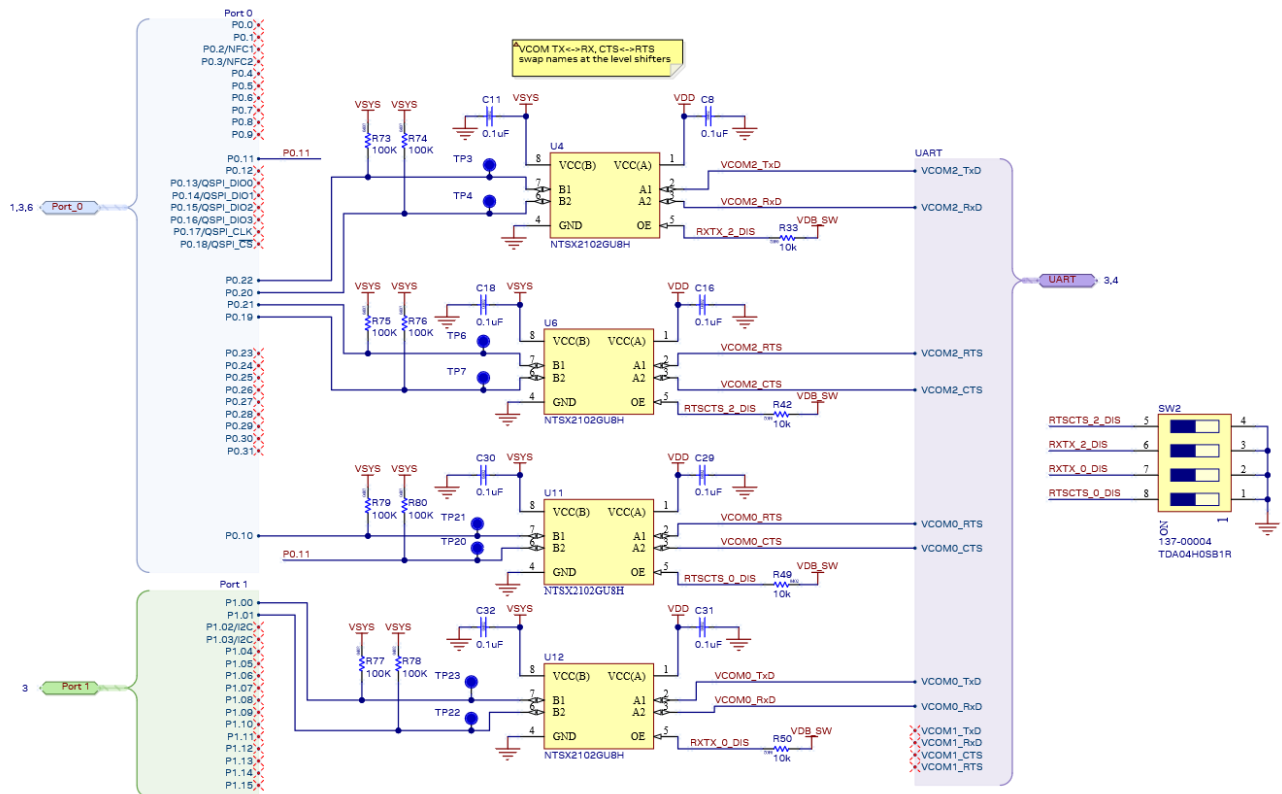 Port 0
P0.0
P0.1
P0.2/NFC1
P0.3/NFC2
P0.4
P0.5
P0.6
P0.7
P0.8
P0.9
P0.11
P0.11
P0.12
P0.13/QSPI_DIO0
P0.14/QSPI_DIO1
P0.15/QSPI_DIO2
P0.16/QSPI_DIO3
P0.17/QSPI_CLK
P0.18/QSPI_CS
1,3,6
Port_0
P0.22
P0.20
P0.21
P0.19
P0.23
P0.24
P0.25
P0.26
P0.27
P0.28
P0.29
P0.30
P0.31
P0.10
P0.11
Port 1
P1.00
P1.01
P1.02/I2C
P1.03/I2C
P1.04
P1.05
P1.06
P1.07
P1.08
P1.09
P1.10
P1.11
P1.12
P1.13
P1.14
P1.15
3
Port 1
VCOM TX<->RX, CTS<->RTS
swap names at the level shifters
VSYS
VSYS
R73
100K
R74
100K
TP3
TP4
C11
0.1uF
VSYS
VDD
C8
0.1uF
U4
8
VCC(B)
VCC(A)
1
7
B1
A1
2
6
B2
A2
3
4
GND
OE
5
NTSX2102GU8H
VCOM2_TxD
VCOM2_RxD
RXTX_2_DIS
R33
10k
VDB_SW
VSYS
VSYS
R75
100K
R76
100K
TP6
TP7
C18
0.1uF
VSYS
VDD
C16
0.1uF
U6
8
VCC(B)
VCC(A)
1
7
B1
A1
2
6
B2
A2
3
4
GND
OE
5
NTSX2102GU8H
VCOM2_RTS
VCOM2_CTS
RTSCTS_2_DIS
R42
10k
VDB_SW
VSYS
VSYS
R79
100K
R80
100K
TP21
TP20
C30
0.1uF
VSYS
VDD
C29
0.1uF
U11
8
VCC(B)
VCC(A)
1
7
B1
A1
2
6
B2
A2
3
4
GND
OE
5
NTSX2102GU8H
VCOM0_RTS
VCOM0_CTS
RTSCTS_0_DIS
R49
10k
VDB_SW
VSYS
VSYS
R77
100K
R78
100K
TP23
TP22
C32
0.1uF
VSYS
VDD
C31
0.1uF
U12
8
VCC(B)
VCC(A)
1
7
B1
A1
2
6
B2
A2
3
4
GND
OE
5
NTSX2102GU8H
VCOM0_TxD
VCOM0_RxD
RXTX_0_DIS
R50
10k
VDB_SW
UART
VCOM2_TxD
VCOM2_RxD
VCOM2_RTS
VCOM2_CTS
VCOM0_RTS
VCOM0_CTS
VCOM0_TxD
VCOM0_RxD
VCOM1_TxD
VCOM1_RxD
VCOM1_CTS
VCOM1_RTS
UART
3,4
SW2
RTSCTS_2_DIS
5
4
RXTX_2_DIS
6
3
RXTX_0_DIS
7
2
RTSCTS_0_DIS
8
1
ON
1
137-00004
TDA04H0SB1R